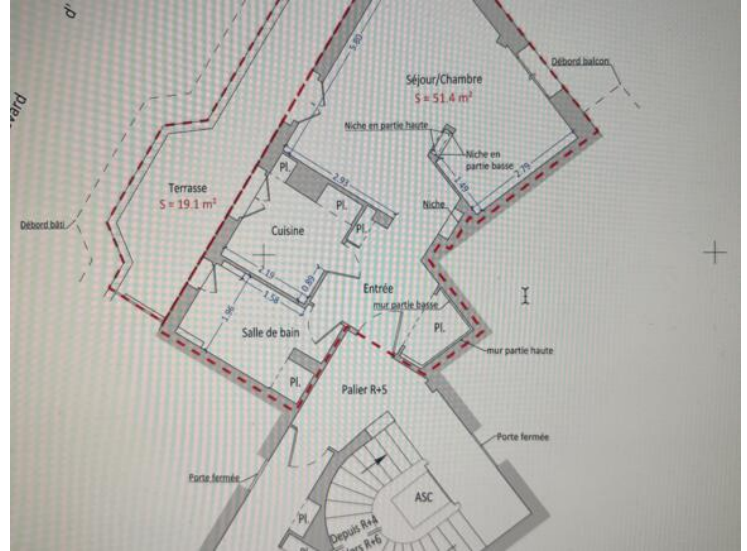 d'
5.80
Séjour/Chambre
S = 51.4 m²
Débord balcon
Niche en partie haute
Niche en
partie basse
Pl.
2.93
1.49
2.79
Terrasse
S = 19.1 m²
Pl.
Niche
Débord bâti
Cuisine
Pl.
2.19
0.89
Entrée
1.58
mur partie basse
1.96
Salle de bain
Pl.
mur partie haute
Pl.
Palier R+5
Porte fermée
Porte fermée
ASC
Pl.
Depuis R+4
Vers R+6